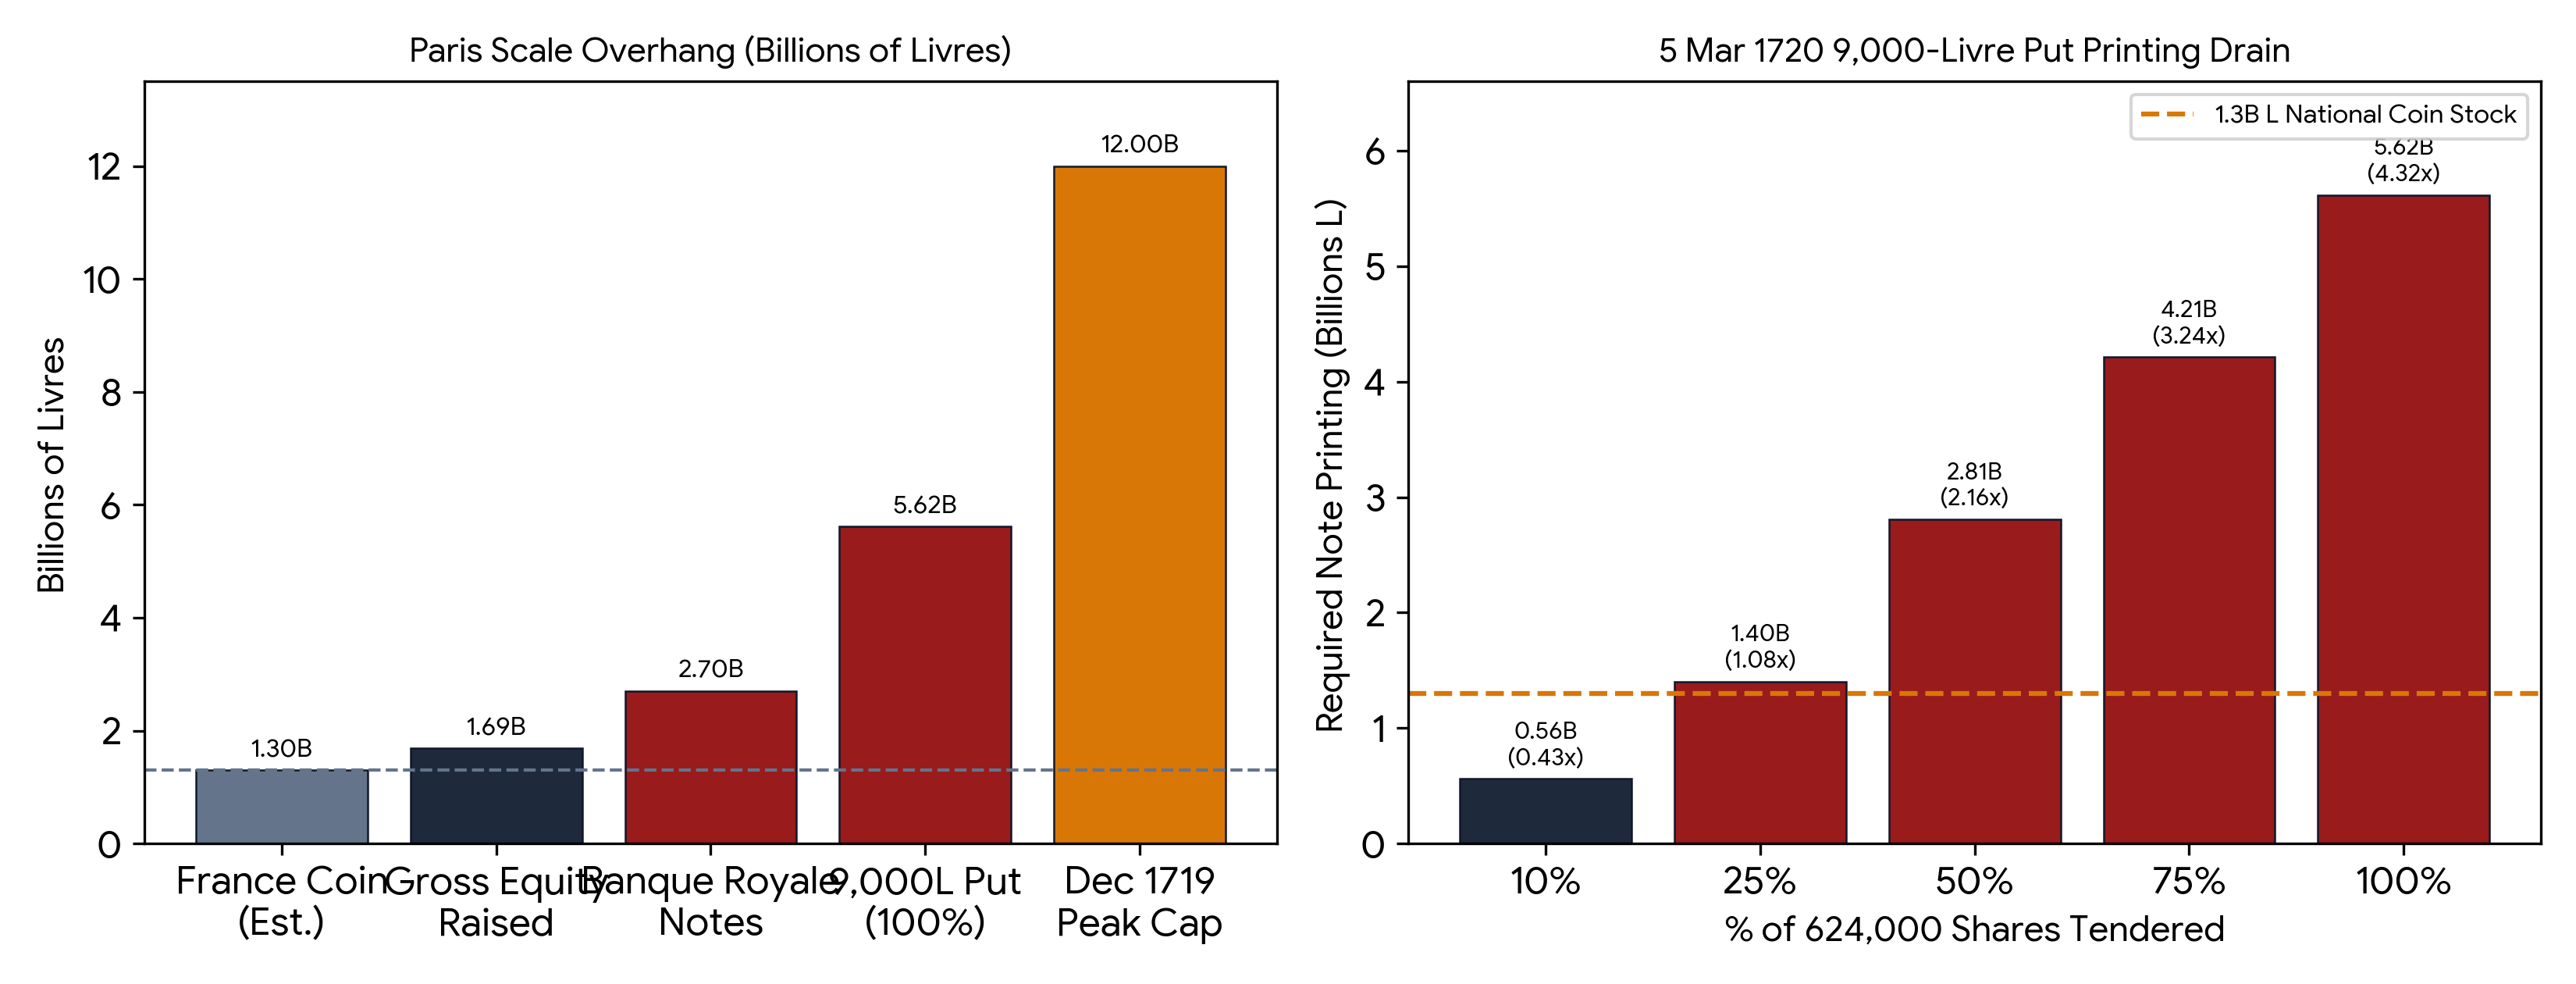 Paris Scale Overhang (Billions of Livres)
Billions of Livres
12
10
8
6
4
2
0
1.30B
1.69B
2.70B
5.62B
12.00B
France Coin
(Est.)
Gross Equity
Raised
Banque Royale
Notes
9,000L Put
(100%)
Dec 1719
Peak Cap
5 Mar 1720 9,000-Livre Put Printing Drain
1.3B L National Coin Stock
Required Note Printing (Billions L)
6
5
4
3
2
1
0
0.56B
(0.43x)
1.40B
(1.08x)
2.81B
(2.16x)
4.21B
(3.24x)
5.62B
(4.32x)
10%
25%
50%
75%
100%
% of 624,000 Shares Tendered